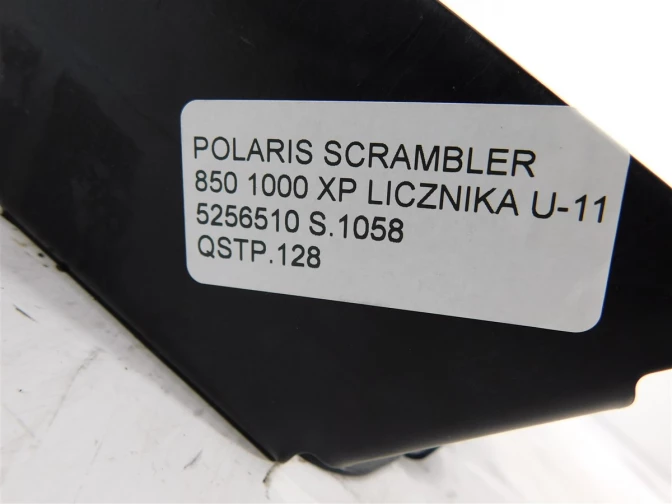 POLARIS SCRAMBLER
850 1000 XP LICZNIKA U-11
5256510 S.1058
QSTP.128